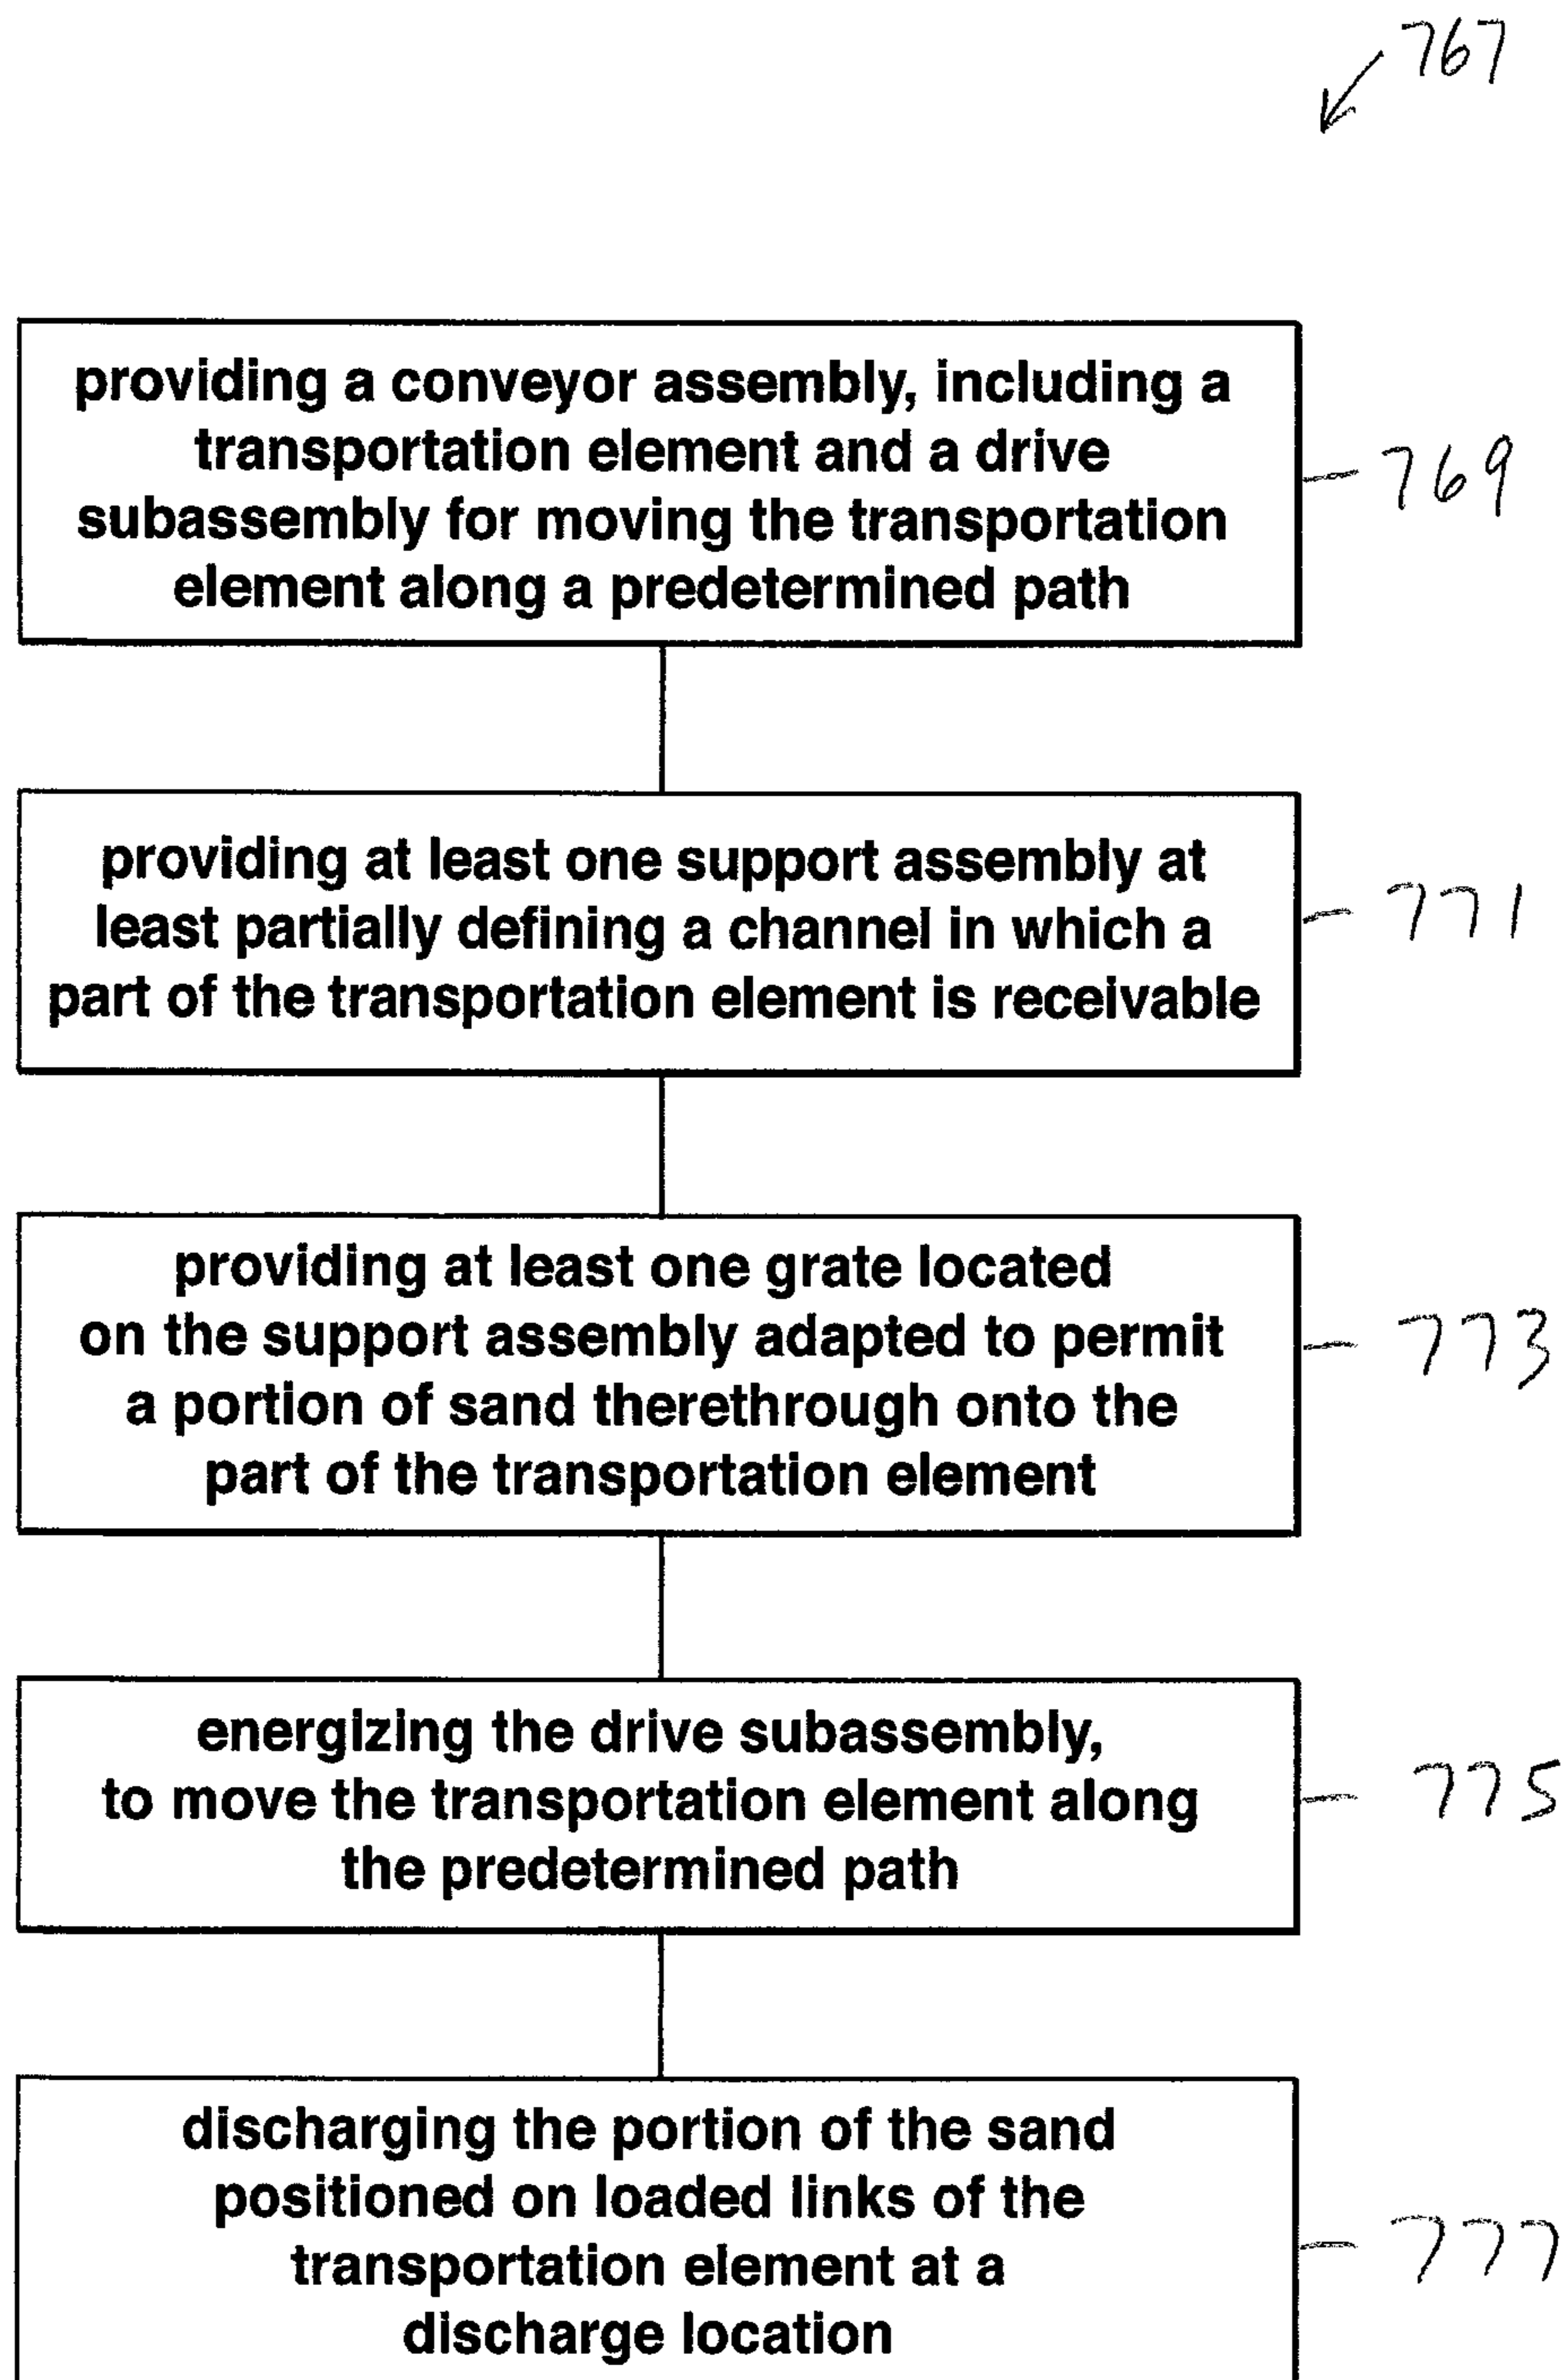 767
providing a conveyor assembly, including a
transportation element and a drive
subassembly for moving the transportation
element along a predetermined path
769
providing at least one support assembly at
least partially defining a channel in which a
part of the transportation element is receivable
771
providing at least one grate located
on the support assembly adapted to permit
a portion of sand therethrough onto the
part of the transportation element
773
energizing the drive subassembly,
to move the transportation element along
the predetermined path
775
discharging the portion of the sand
positioned on loaded links of the
transportation element at a
discharge location
777